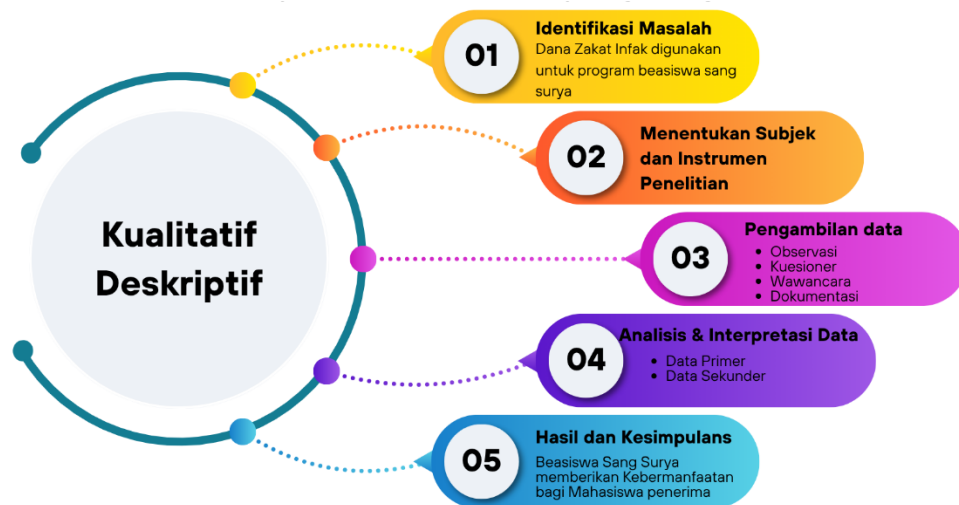 Kualitatif
Deskriptif
01
Identifikasi Masalah
Dana Zakat Infak digunakan
untuk program beasiswa sang
surya
02
Menentukan Subjek
dan Instrumen
Penelitian
03
Pengambilan data
• Observasi
• Kuesioner
• Wawancara
• Dokumentasi
04
Analisis & Interpretasi Data
• Data Primer
• Data Sekunder
05
Hasil dan Kesimpulans
Beasiswa Sang Surya
memberikan Kebermanfaatan
bagi Mahasiswa penerima